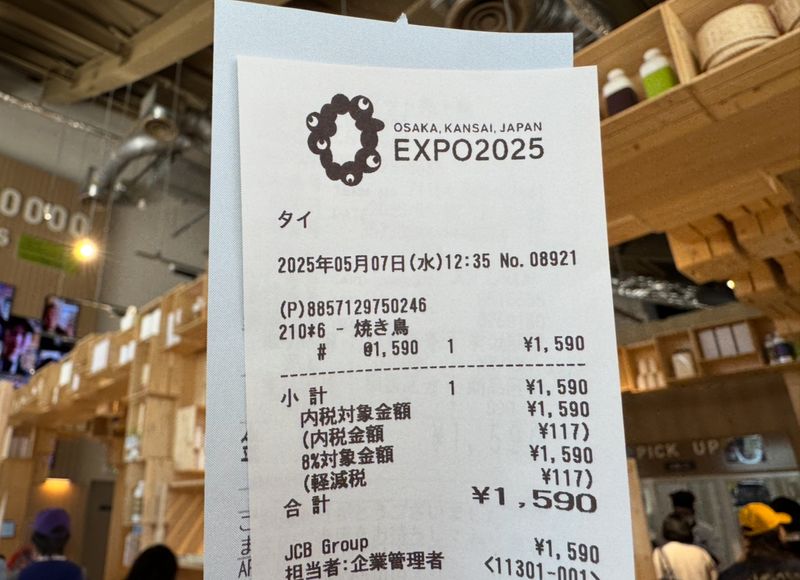 OSAKA, KANSAI, JAPAN
EXPO2025
タイ
2025年05月07日(水)12:35 No. 08921
(P)8857129750246
210*6 - 焼き鳥
# @1,590 1 ¥1,590
小 計 1 ¥1,590
内税対象金額 ¥1,590
(内税金額 ¥117)
8%対象金額 ¥1,590
(軽減税 ¥117)
合 計 ¥1,590
JCB Group ¥1,590
担当者:企業管理者 <11301-001>
PICK UP